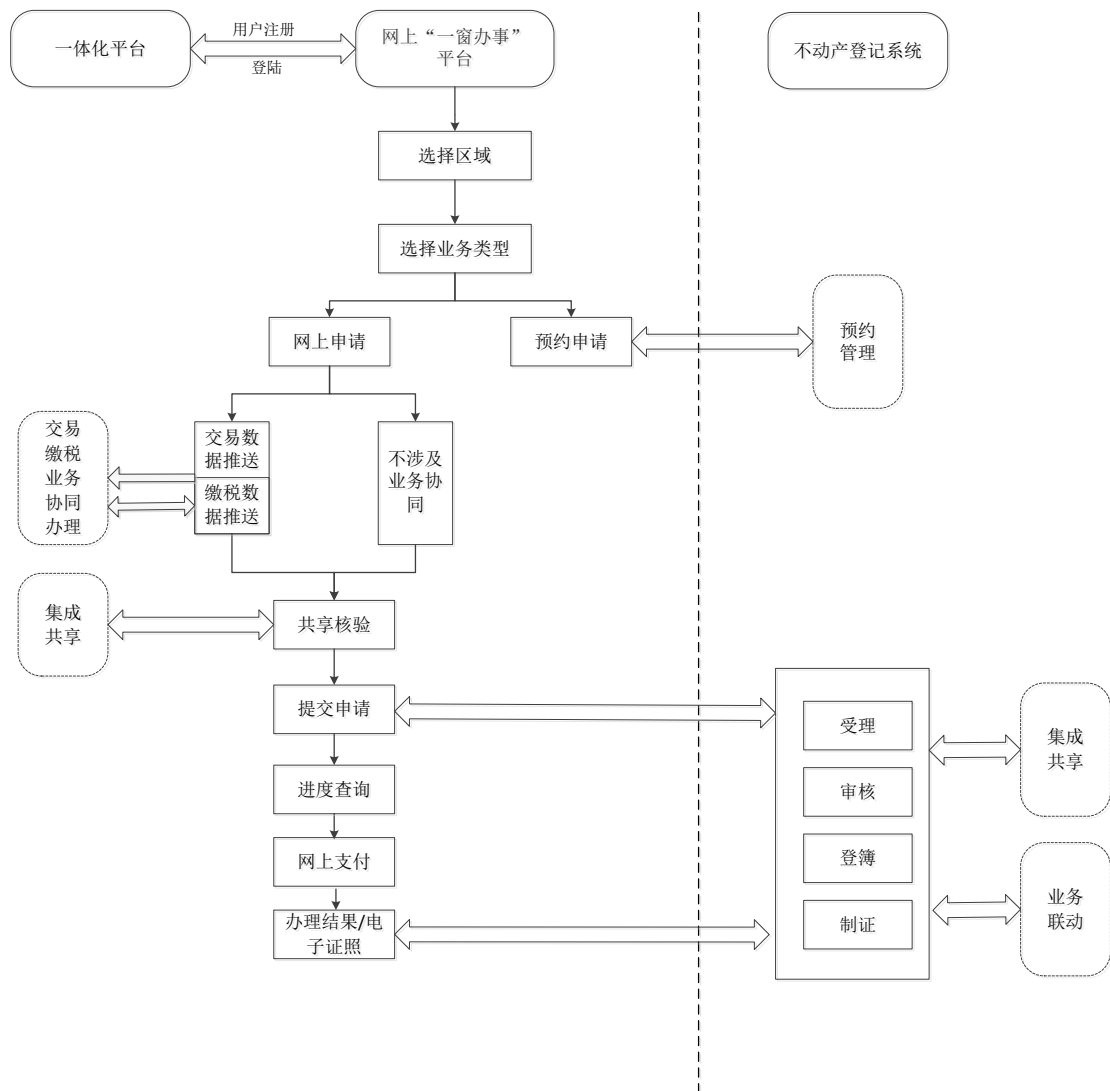 一体化平台
用户注册
登陆
网上“一窗办事”
平台
不动产登记系统
选择区域
选择业务类型
网上申请
预约申请
预约
管理
交易
缴税
业务
协同
办理
交易数
据推送
缴税数
据推送
不涉及
业务协
同
集成
共享
共享核验
提交申请
进度查询
网上支付
办理结果/电
子证照
受理
审核
登簿
制证
集成
共享
业务
联动